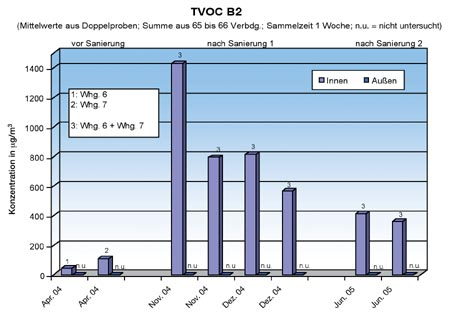 TVOC B2
(Mittelwerte aus Doppelproben; Summe aus 65 bis 66 Verbdg.; Sammelzeit 1 Woche; n.u. = nicht untersucht)
vor Sanierung nach Sanierung 1 nach Sanierung 2
Konzentration in µg/m³
1400
1200
1000
800
600
400
200
0
1: Whg. 6
2: Whg. 7
3: Whg. 6 + Whg. 7
Innen Außen
1 n.u. 2 n.u. 3 n.u. 3 n.u. 3 n.u. 3 n.u. 3 n.u. 3 n.u.
Apr. 04 Apr. 04 Nov. 04 Nov. 04 Dez. 04 Dez. 04 Jun. 05 Jun. 05